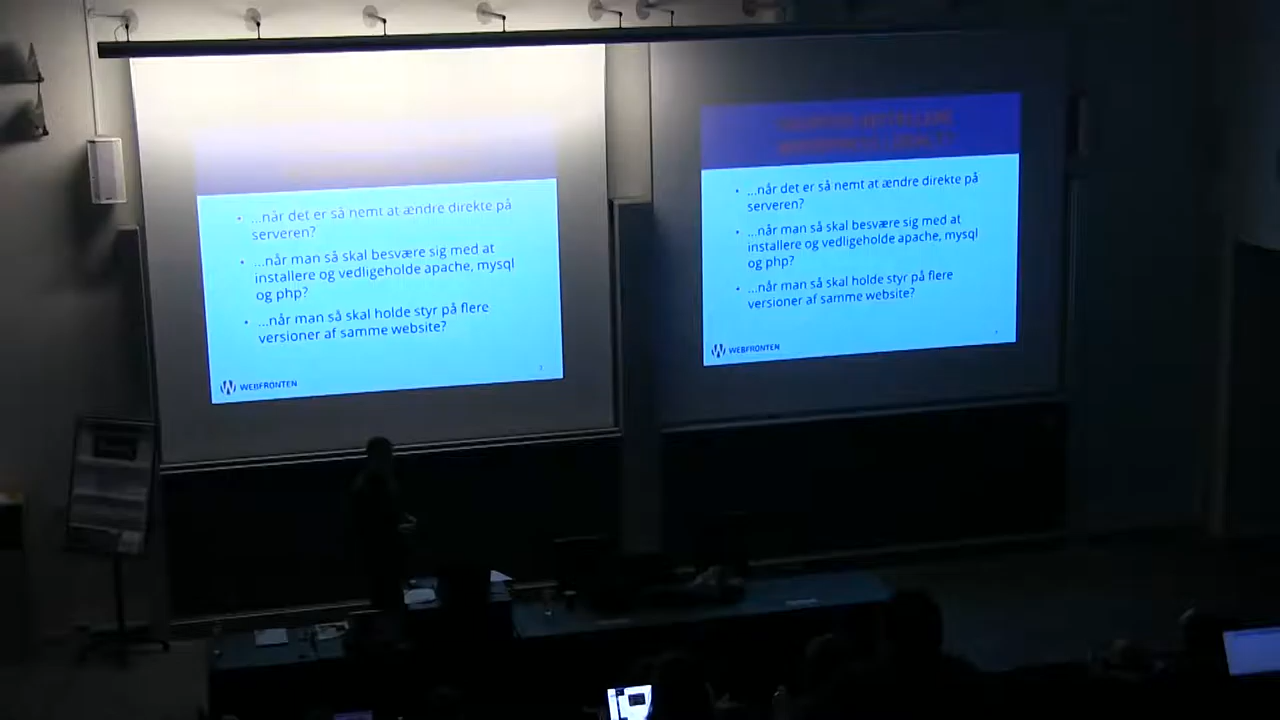 ...når det er så nemt at ændre direkte på
serveren?
...når man så skal besvære sig med at
installere og vedligeholde apache, mysql
og php?
...når man så skal holde styr på flere
versioner af samme website?
WEBFRONTEN
...når det er så nemt at ændre direkte på
serveren?
...når man så skal besvære sig med at
installere og vedligeholde apache, mysql
og php?
...når man så skal holde styr på flere
versioner af samme website?
WEBFRONTEN